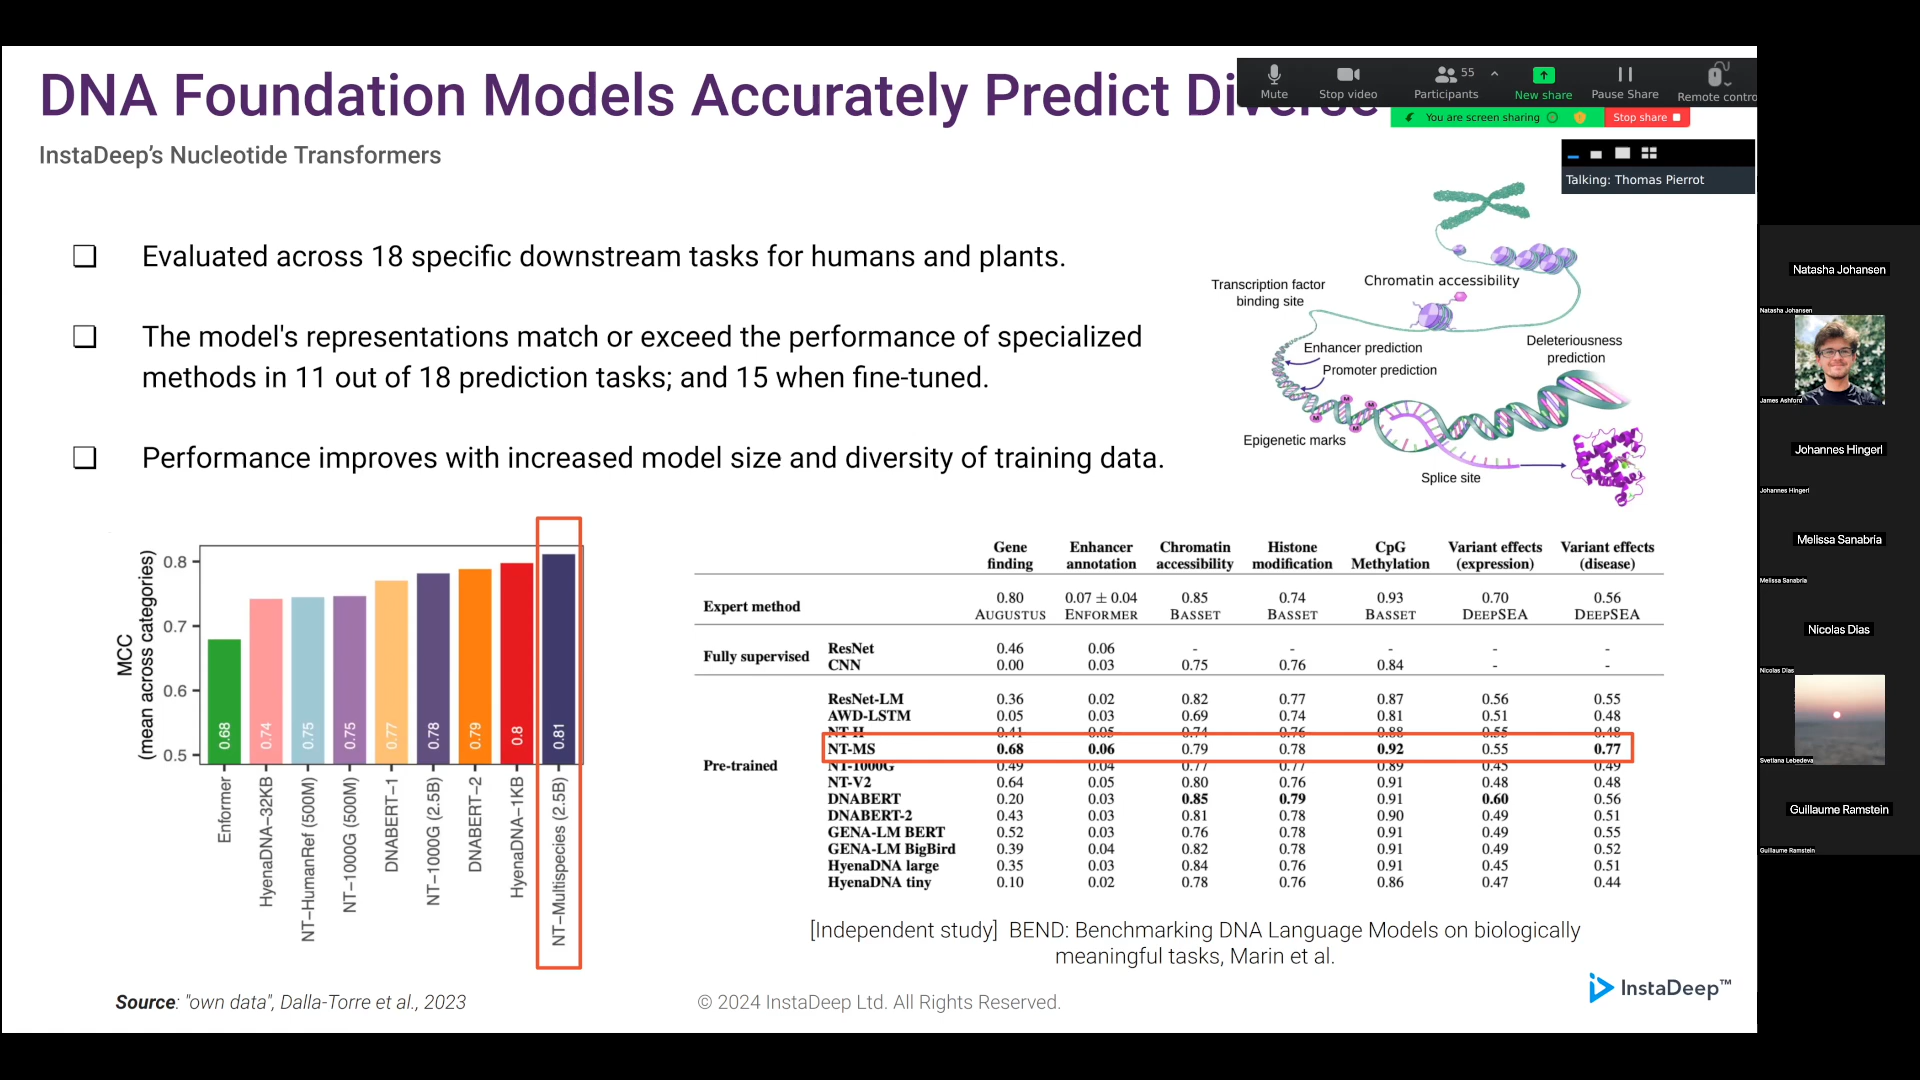 DNA Foundation Models Accurately Predict Diverse
InstaDeep's Nucleotide Transformers
Mute
Stop video
55
Participants
New share
Pause Share
Remote contro
You are screen sharing
Stop share
Talking: Thomas Pierrot
❏ Evaluated across 18 specific downstream tasks for humans and plants.
❏ The model's representations match or exceed the performance of specialized
methods in 11 out of 18 prediction tasks; and 15 when fine-tuned.
❏ Performance improves with increased model size and diversity of training data.
Transcription factor
binding site
Chromatin accessibility
Enhancer prediction
Promoter prediction
Deleteriousness
prediction
M M M M
Epigenetic marks
Splice site
MCC
(mean across categories)
0.8
0.7
0.6
0.5
0.68 0.74 0.75 0.75 0.77 0.78 0.79 0.8 0.81
Enformer
HyenaDNA-32KB
NT-HumanRef (500M)
NT-1000G (500M)
DNABERT-1
NT-1000G (2.5B)
DNABERT-2
HyenaDNA-1KB
NT-Multispecies (2.5B)
Gene Enhancer Chromatin Histone CpG Variant effects Variant effects
finding annotation accessibility modification Methylation (expression) (disease)
Expert method 0.80 0.07 ± 0.04 0.85 0.74 0.93 0.70 0.56
AUGUSTUS ENFORMER BASSET BASSET BASSET DEEPSEA DEEPSEA
Fully supervised
ResNet 0.46 0.06 - - - - -
CNN 0.00 0.03 0.75 0.76 0.84 - -
Pre-trained
ResNet-LM 0.36 0.02 0.82 0.77 0.87 0.56 0.55
AWD-LSTM 0.05 0.03 0.69 0.74 0.81 0.51 0.48
NT-H 0.41 0.05 0.74 0.76 0.88 0.55 0.48
NT-MS 0.68 0.06 0.79 0.78 0.92 0.55 0.77
NT-1000G 0.49 0.04 0.77 0.77 0.89 0.45 0.49
NT-V2 0.64 0.05 0.80 0.76 0.91 0.48 0.48
DNABERT 0.20 0.03 0.85 0.79 0.91 0.60 0.56
DNABERT-2 0.43 0.03 0.81 0.78 0.90 0.49 0.51
GENA-LM BERT 0.52 0.03 0.76 0.78 0.91 0.49 0.55
GENA-LM BigBird 0.39 0.04 0.82 0.78 0.91 0.49 0.52
HyenaDNA large 0.35 0.03 0.84 0.76 0.91 0.45 0.51
HyenaDNA tiny 0.10 0.02 0.78 0.76 0.86 0.47 0.44
[Independent study] BEND: Benchmarking DNA Language Models on biologically
meaningful tasks, Marin et al.
Source: "own data", Dalla-Torre et al., 2023
© 2024 InstaDeep Ltd. All Rights Reserved.
InstaDeep™
Natasha Johansen
Natasha Johansen
James Ashford
Johannes Hingerl
Johannes Hingerl
Melissa Sanabria
Melissa Sanabria
Nicolas Dias
Nicolas Dias
Svetlana Lebedeva
Guillaume Ramstein
Guillaume Ramstein